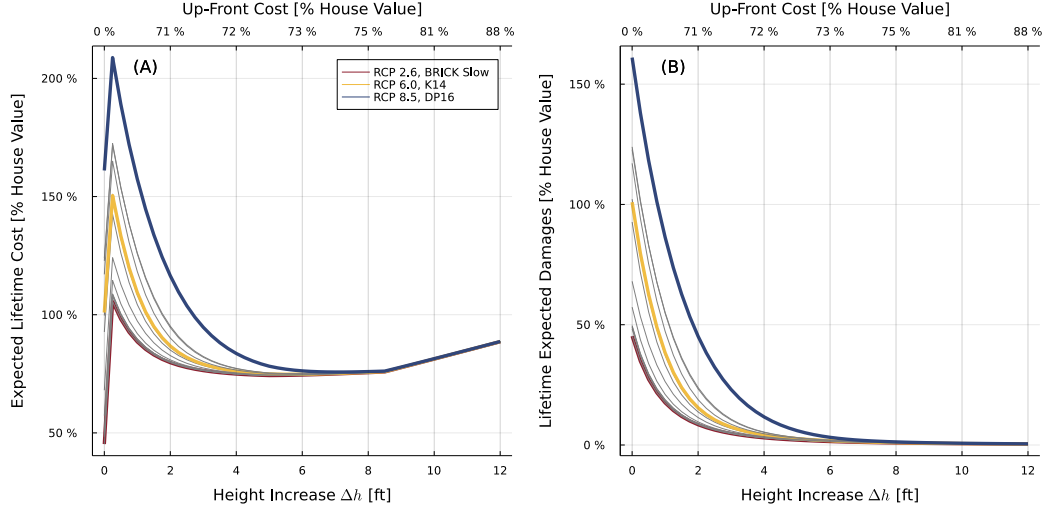 Up-Front Cost [% House Value]
0 % 71 % 72 % 73 % 75 % 81 % 88 %
(A)
RCP 2.6, BRICK Slow
RCP 6.0, K14
RCP 8.5, DP16
Expected Lifetime Cost [% House Value]
200 %
150 %
100 %
50 %
0 2 4 6 8 10 12
Height Increase Δh [ft]
Up-Front Cost [% House Value]
0 % 71 % 72 % 73 % 75 % 81 % 88 %
(B)
Lifetime Expected Damages [% House Value]
150 %
100 %
50 %
0 %
0 2 4 6 8 10 12
Height Increase Δh [ft]